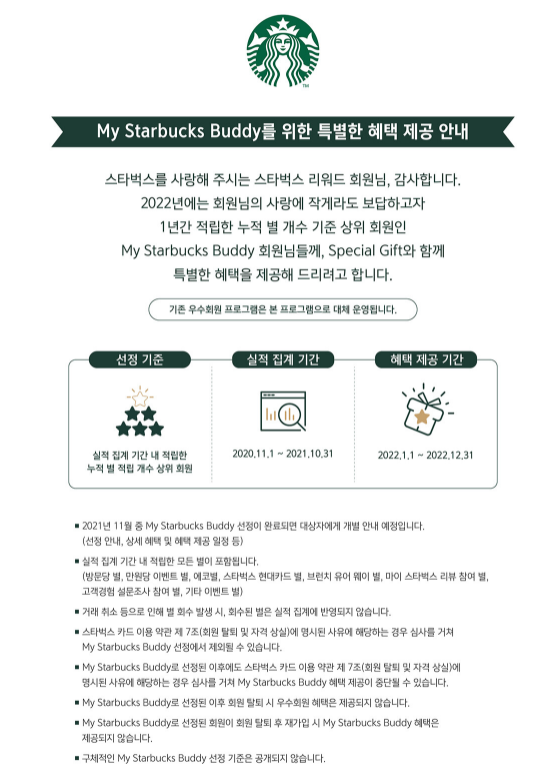 TM
My Starbucks Buddy를 위한 특별한 혜택 제공 안내
스타벅스를 사랑해 주시는 스타벅스 리워드 회원님, 감사합니다.
2022년에는 회원님의 사랑에 작게라도 보답하고자
1년간 적립한 누적 별 개수 기준 상위 회원인
My Starbucks Buddy 회원님들께, Special Gift와 함께
특별한 혜택을 제공해 드리려고 합니다.
기존 우수회원 프로그램은 본 프로그램으로 대체 운영됩니다.
선정 기준
실적 집계 기간 내 적립한
누적 별 적립 개수 상위 회원
실적 집계 기간
2020.11.1 ~ 2021.10.31
혜택 제공 기간
2022.1.1 ~ 2022.12.31
■ 2021년 11월 중 My Starbucks Buddy 선정이 완료되면 대상자에게 개별 안내 예정입니다.
(선정 안내, 상세 혜택 및 혜택 제공 일정 등)
■ 실적 집계 기간 내 적립한 모든 별이 포함됩니다.
(방문당 별, 만원당 이벤트 별, 에코별, 스타벅스 현대카드 별, 브런치 유어 웨이 별, 마이 스타벅스 리뷰 참여 별,
고객경험 설문조사 참여 별, 기타 이벤트 별)
■ 거래 취소 등으로 인해 별 회수 발생 시, 회수된 별은 실적 집계에 반영되지 않습니다.
■ 스타벅스 카드 이용 약관 제 7조(회원 탈퇴 및 자격 상실)에 명시된 사유에 해당하는 경우 심사를 거쳐
My Starbucks Buddy 선정에서 제외될 수 있습니다.
■ My Starbucks Buddy로 선정된 이후에도 스타벅스 카드 이용 약관 제 7조(회원 탈퇴 및 자격 상실)에
명시된 사유에 해당하는 경우 심사를 거쳐 My Starbucks Buddy 혜택 제공이 중단될 수 있습니다.
■ My Starbucks Buddy로 선정된 이후 회원 탈퇴 시 우수회원 혜택은 제공되지 않습니다.
■ My Starbucks Buddy로 선정된 회원이 회원 탈퇴 후 재가입 시 My Starbucks Buddy 혜택은
제공되지 않습니다.
■ 구체적인 My Starbucks Buddy 선정 기준은 공개되지 않습니다.